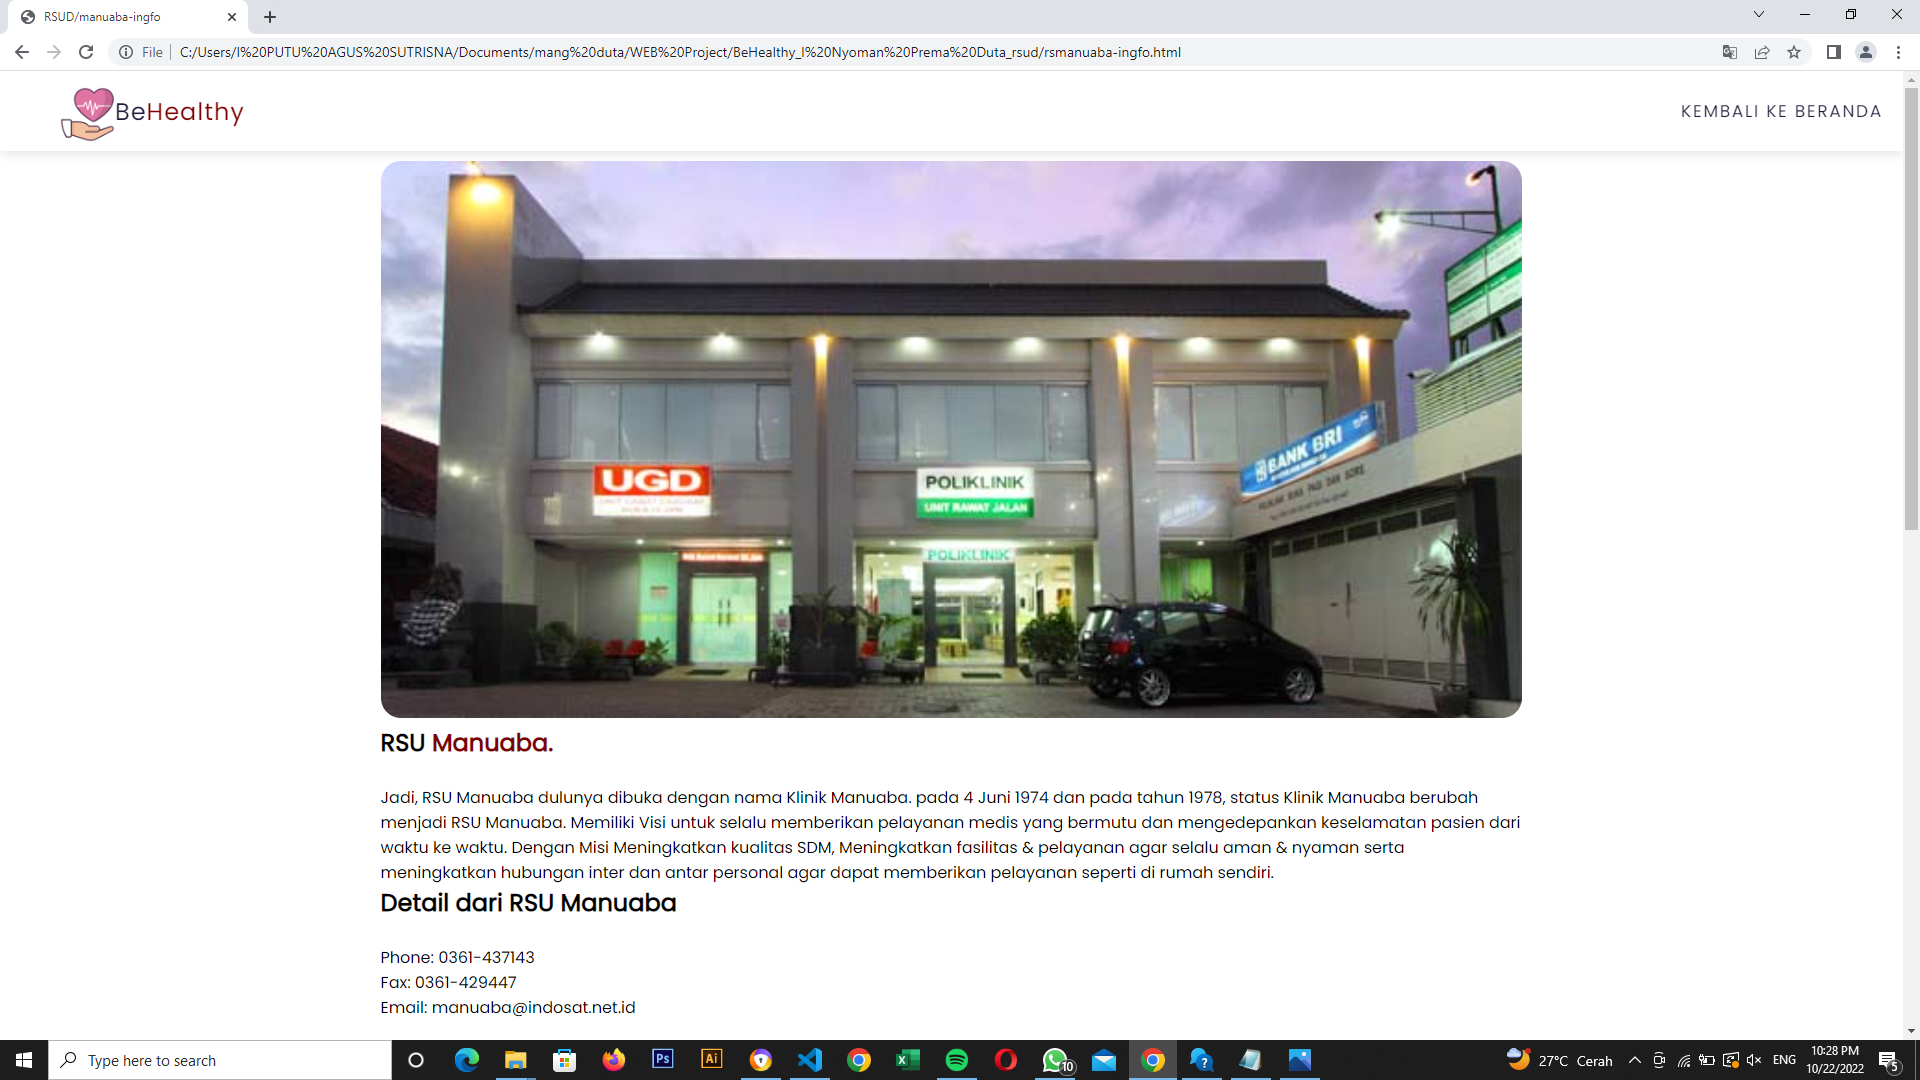 RSUD/manuaba-ingfo
File
C:/Users/I%20PUTU%20AGUS%20SUTRISNA/Documents/mang%20duta/WEB%20Project/BeHealthy_I%20Nyoman%20Prema%20Duta_rsud/rsmanuaba-ingfo.html
BeHealthy
KEMBALI KE BERANDA
BANK BRI
UGD
POLIKLINIK
UNIT RAWAT JALAN
POLIKLINIK
RSU Manuaba.
Jadi, RSU Manuaba dulunya dibuka dengan nama Klinik Manuaba. pada 4 Juni 1974 dan pada tahun 1978, status Klinik Manuaba berubah
menjadi RSU Manuaba. Memiliki Visi untuk selalu memberikan pelayanan medis yang bermutu dan mengedepankan keselamatan pasien dari
waktu ke waktu. Dengan Misi Meningkatkan kualitas SDM, Meningkatkan fasilitas & pelayanan agar selalu aman & nyaman serta
meningkatkan hubungan inter dan antar personal agar dapat memberikan pelayanan seperti di rumah sendiri.
Detail dari RSU Manuaba
Phone: 0361-437143
Fax: 0361-429447
Email: manuaba@indosat.net.id
Type here to search
Ps
Ai
10
27°C Cerah
ENG
10:28 PM
10/22/2022
5